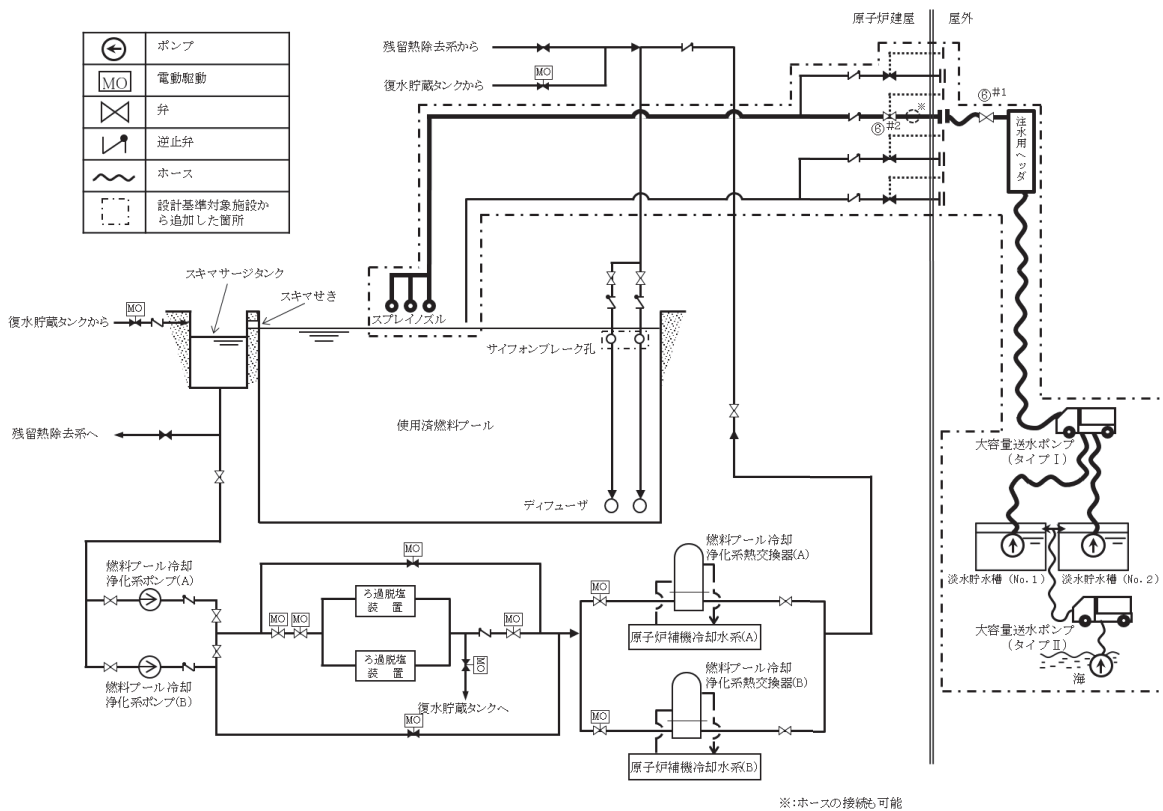 ポンプ
MO
電動駆動
弁
逆止弁
ホース
設計基準対象施設か
ら追加した箇所
残留熱除去系から
復水貯蔵タンクから
MO
原子炉建屋
屋外
※
⑥#1
⑥#2
注水用ヘッダ
スキマサージタンク
スキマせき
MO
復水貯蔵タンクから
スプレイノズル
サイフォンブレーク孔
使用済燃料プール
残留熱除去系へ
ディフューザ
大容量送水ポンプ
(タイプⅠ)
淡水貯水槽 (No.1)
淡水貯水槽 (No.2)
大容量送水ポンプ
(タイプⅡ)
海
燃料プール冷却
浄化系ポンプ(A)
燃料プール冷却
浄化系ポンプ(B)
MO
MO
MO
ろ過脱塩
装 置
MO
ろ過脱塩
装 置
MO
復水貯蔵タンクへ
MO
燃料プール冷却
浄化系熱交換器(A)
MO
原子炉補機冷却水系(A)
燃料プール冷却
浄化系熱交換器(B)
MO
原子炉補機冷却水系(B)
※:ホースの接続も可能